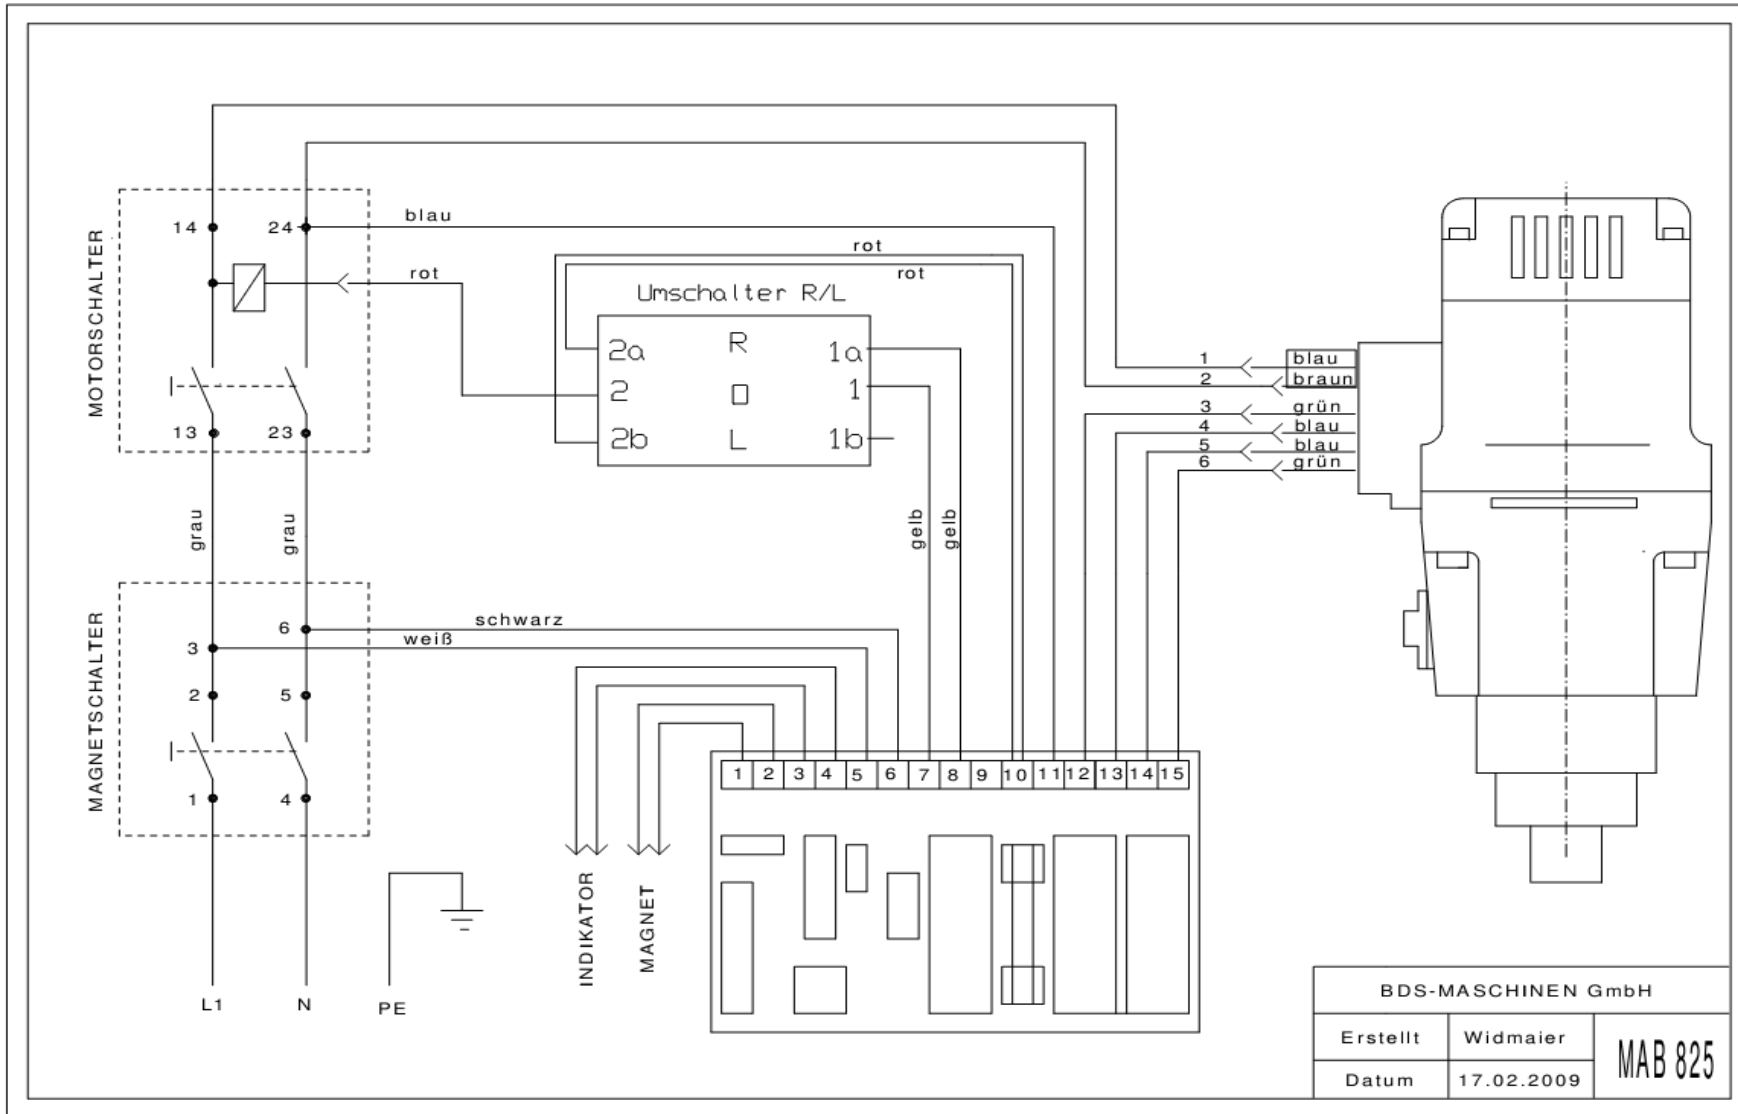 14
24
blau
rot
rot
rot
MOTORSCHALTER
Umschalter R/L
2a R 1a
2 0 1
2b L 1b
13
23
1 blau
2 braun
3 grün
4 blau
5 blau
6 grün
grau
grau
gelb
gelb
MAGNETSCHALTER
6
schwarz
3
weiß
2
5
1
4
1 2 3 4 5 6 7 8 9 10 11 12 13 14 15
INDIKATOR
MAGNET
L1
N
PE
BDS-MASCHINEN GmbH
Erstellt Widmaier
MAB 825
Datum 17.02.2009